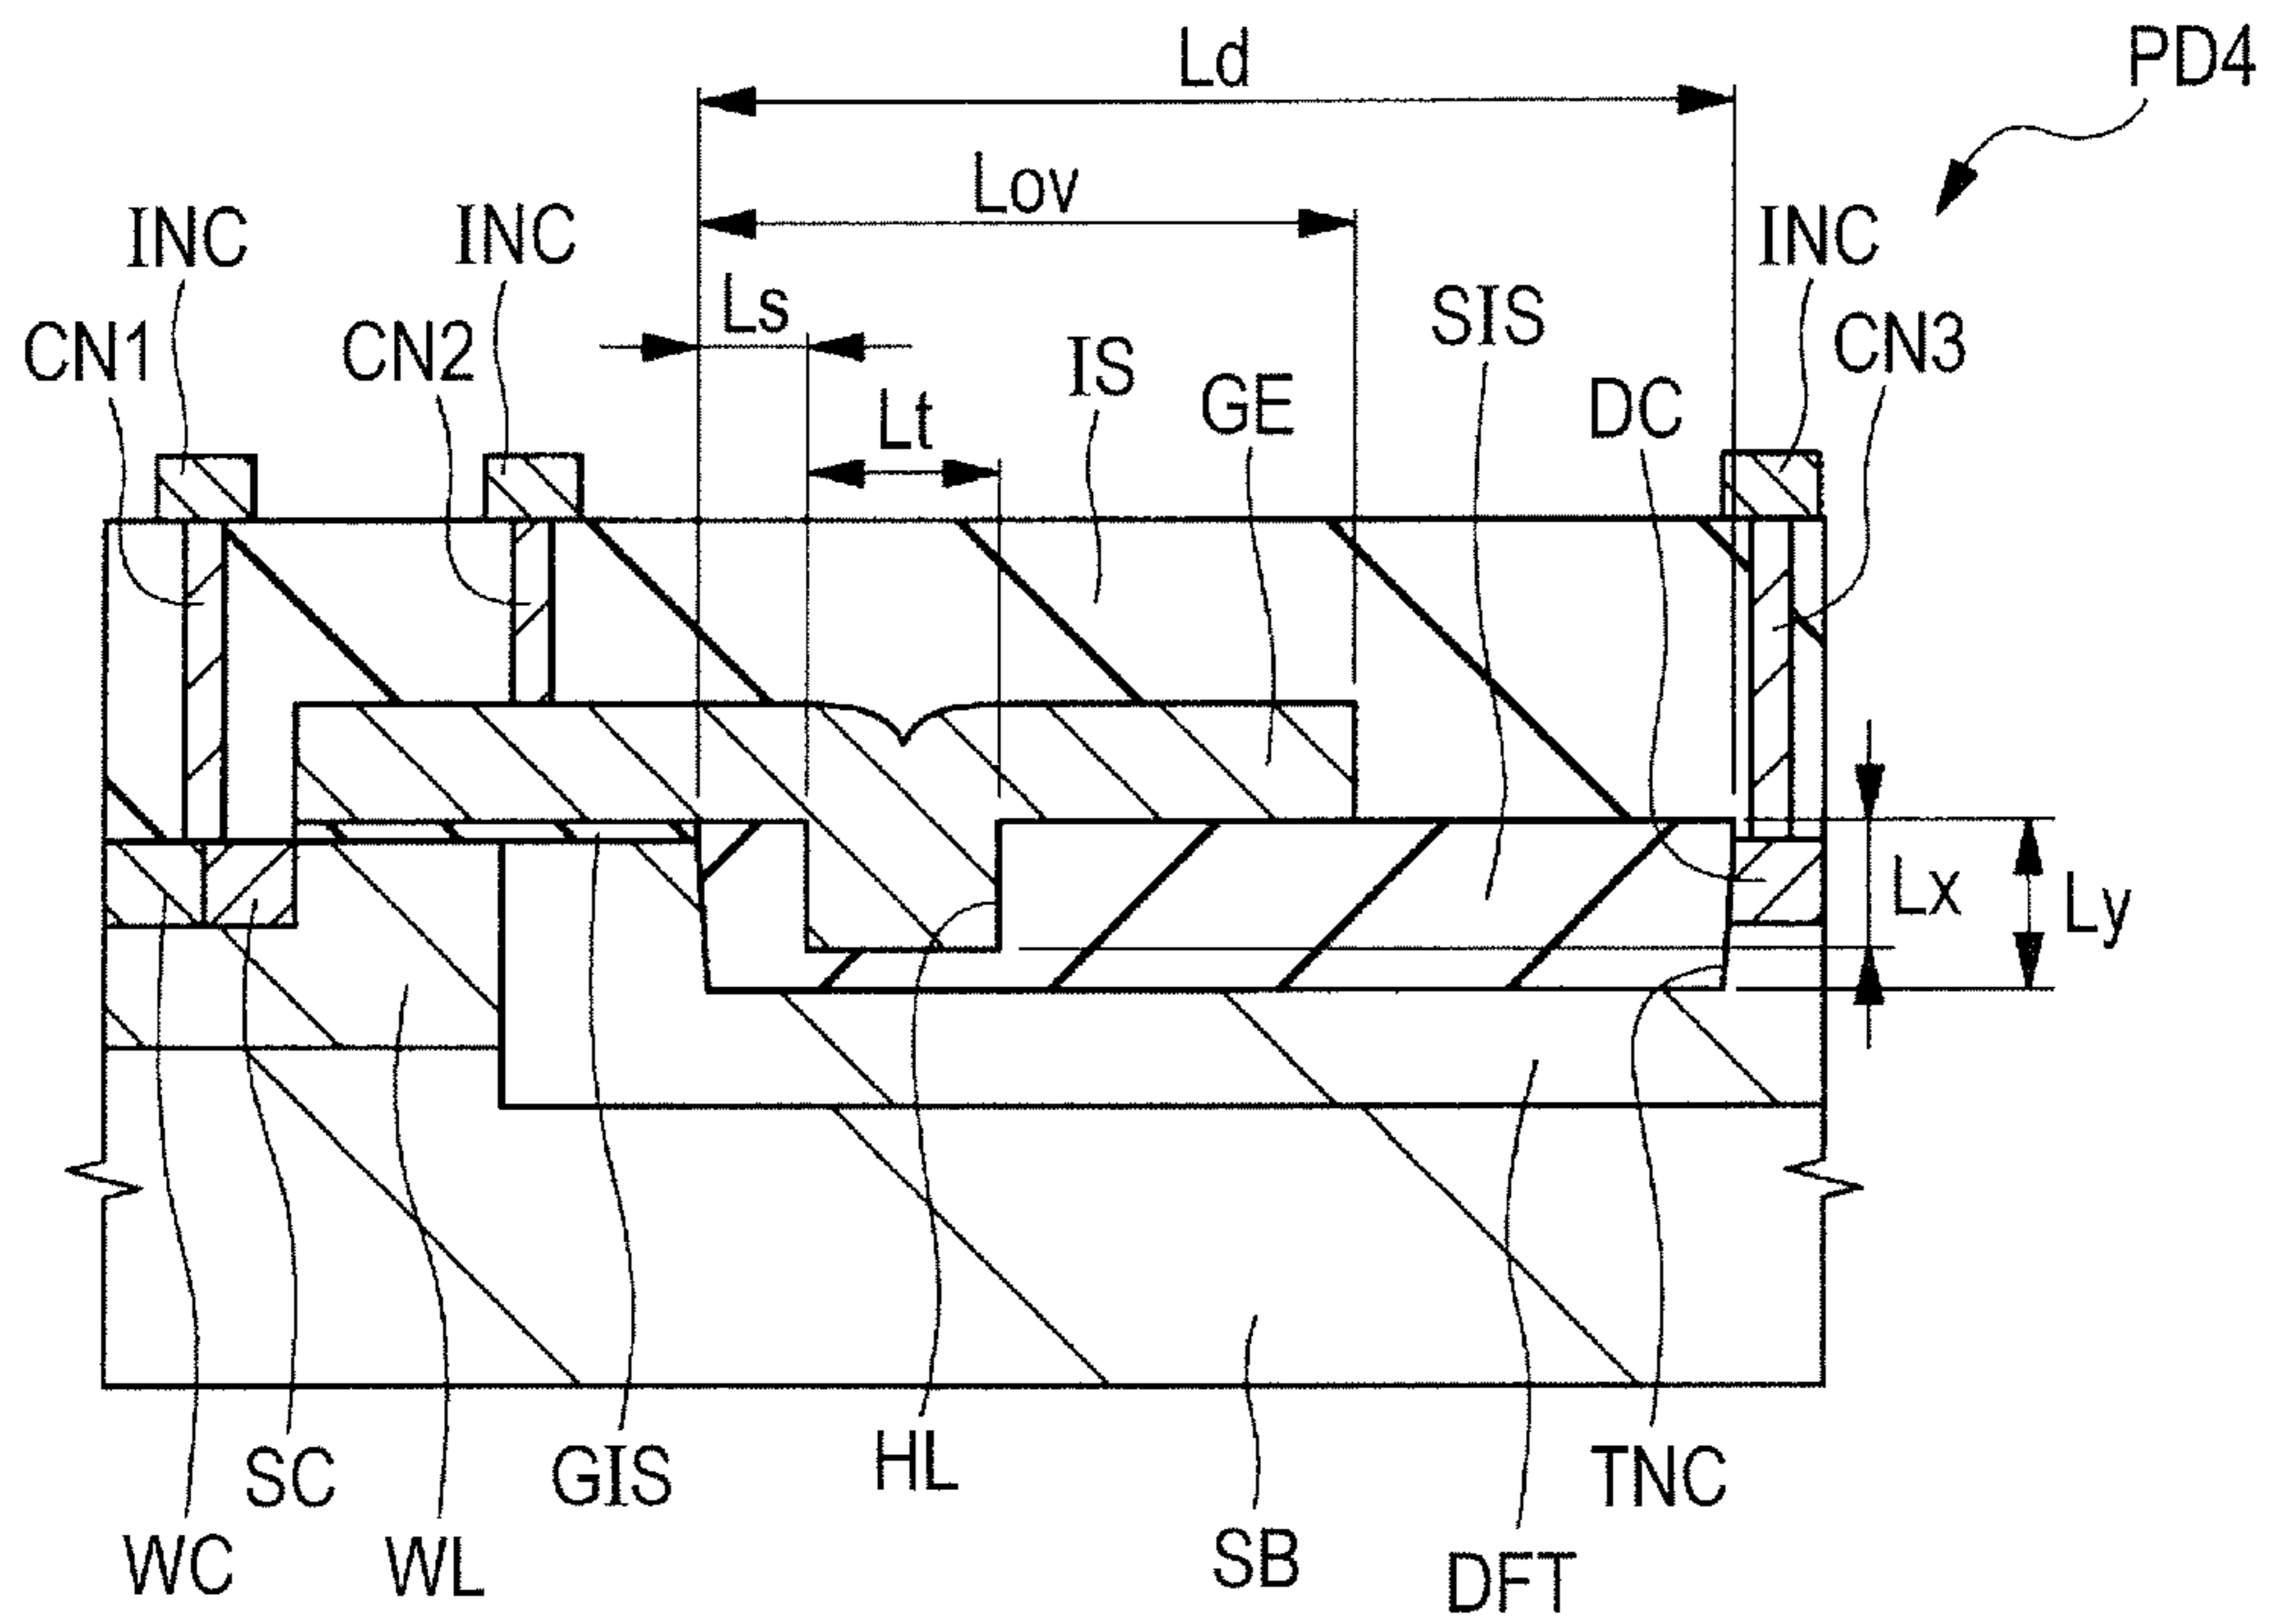 Ld
PD4
Lov
INC
INC
INC
Ls
SIS
CN1
CN2
IS
CN3
Lt
GE
DC
Lx
Ly
SC
GIS
HL
TNC
WC
WL
SB
DFT